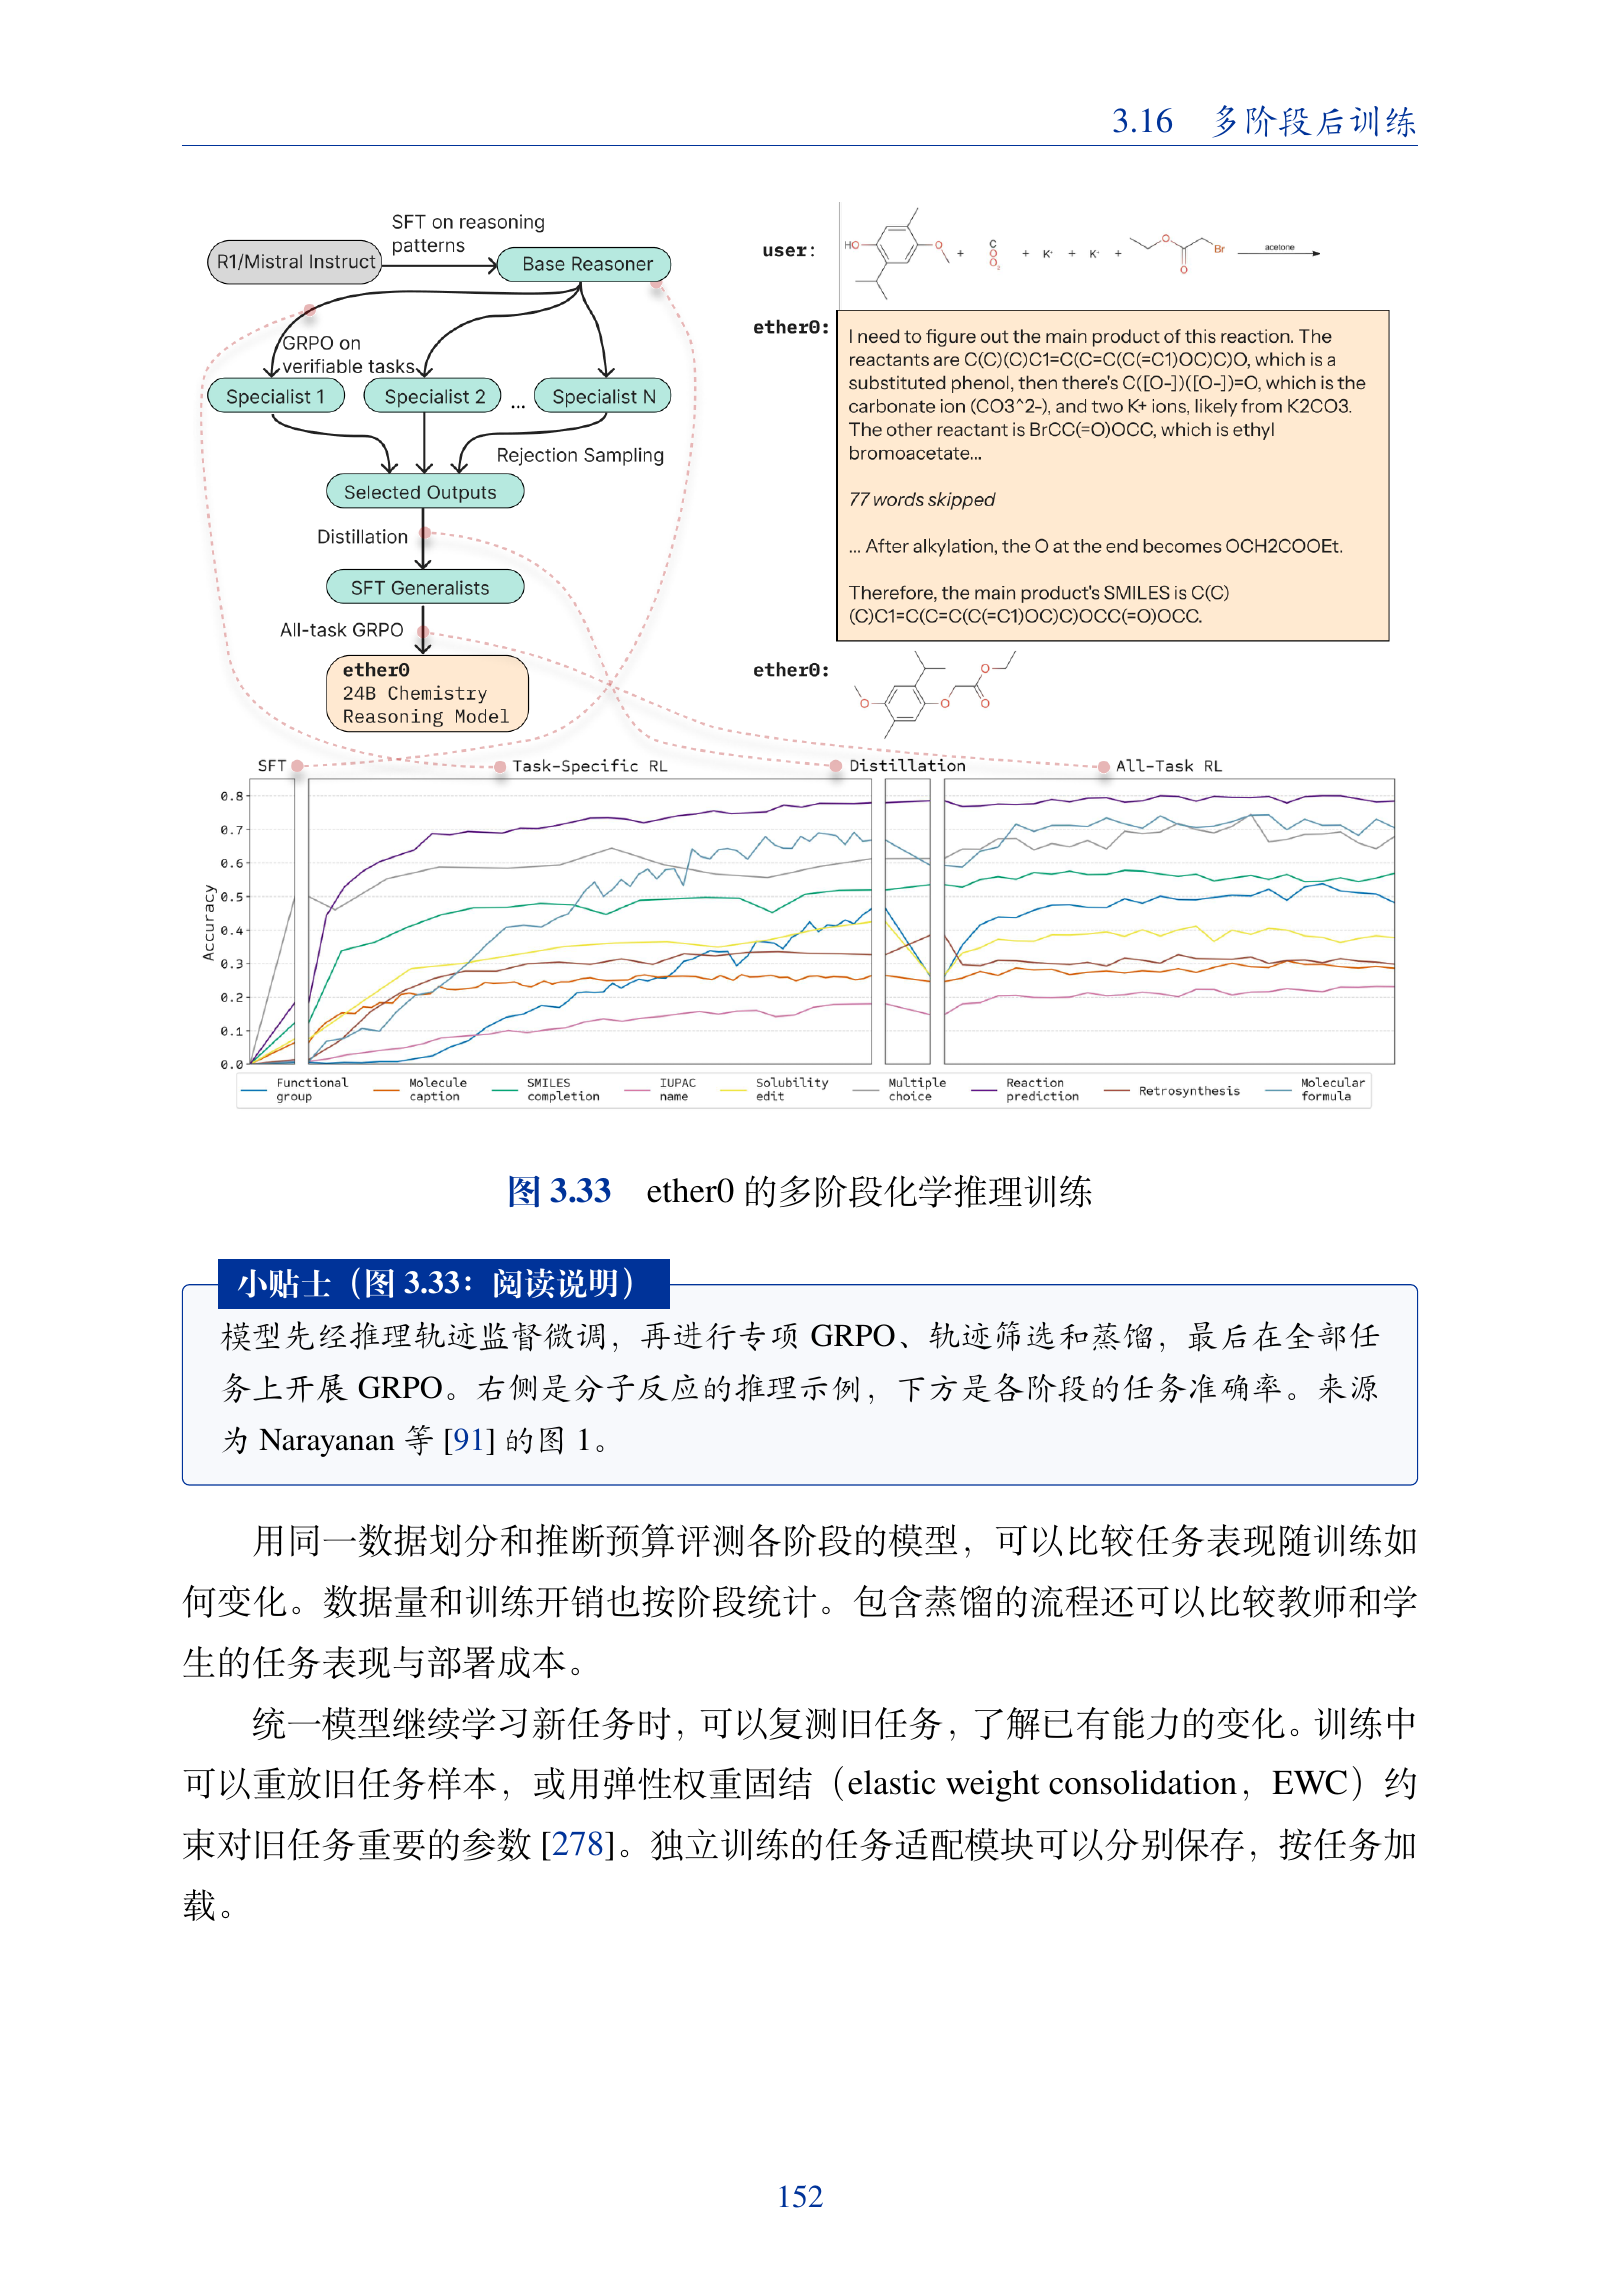 3.16 多阶段后训练
SFT on reasoning
patterns
R1/Mistral Instruct
Base Reasoner
GRPO on
verifiable tasks
Specialist 1
Specialist 2
...
Specialist N
Rejection Sampling
Selected Outputs
Distillation
SFT Generalists
All-task GRPO
ether0
24B Chemistry
Reasoning Model
user:
HO
O
+
C
O
O
+ K+ + K+ +
O
O
Br
acetone
ether0:
I need to figure out the main product of this reaction. The
reactants are C(C)(C)C1=C(C=C(C(=C1)OC)C)O, which is a
substituted phenol, then there's C([O-])([O-])=O, which is the
carbonate ion (CO3^2-), and two K+ ions, likely from K2CO3.
The other reactant is BrCC(=O)OCC, which is ethyl
bromoacetate...
77 words skipped
... After alkylation, the O at the end becomes OCH2COOEt.
Therefore, the main product's SMILES is C(C)
(C)C1=C(C=C(C(=C1)OC)C)OCC(=O)OCC.
ether0:
O
O
O
O
SFT
Task-Specific RL
Distillation
All-Task RL
Accuracy
0.8
0.7
0.6
0.5
0.4
0.3
0.2
0.1
0.0
Functional
group
Molecule
caption
SMILES
completion
IUPAC
name
Solubility
edit
Multiple
choice
Reaction
prediction
Retrosynthesis
Molecular
formula
图 3.33 ether0 的多阶段化学推理训练
小贴士（图 3.33：阅读说明）
模型先经推理轨迹监督微调，再进行专项 GRPO、轨迹筛选和蒸馏，最后在全部任
务上开展 GRPO。右侧是分子反应的推理示例，下方是各阶段的任务准确率。来源
为 Narayanan 等 [91] 的图 1。
用同一数据划分和推断预算评测各阶段的模型，可以比较任务表现随训练如
何变化。数据量和训练开销也按阶段统计。包含蒸馏的流程还可以比较教师和学
生的任务表现与部署成本。
统一模型继续学习新任务时，可以复测旧任务，了解已有能力的变化。训练中
可以重放旧任务样本，或用弹性权重固结（elastic weight consolidation，EWC）约
束对旧任务重要的参数 [278]。独立训练的任务适配模块可以分别保存，按任务加
载。
152